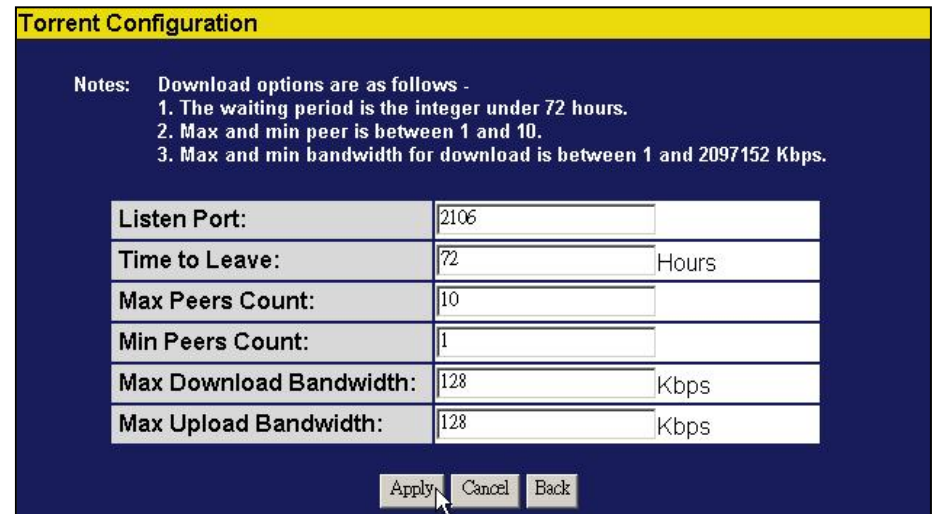 Torrent Configuration
Notes: Download options are as follows -
1. The waiting period is the integer under 72 hours.
2. Max and min peer is between 1 and 10.
3. Max and min bandwidth for download is between 1 and 2097152 Kbps.
Listen Port: 2106
Time to Leave: 72 Hours
Max Peers Count: 10
Min Peers Count: 1
Max Download Bandwidth: 128 Kbps
Max Upload Bandwidth: 128 Kbps
Apply Cancel Back